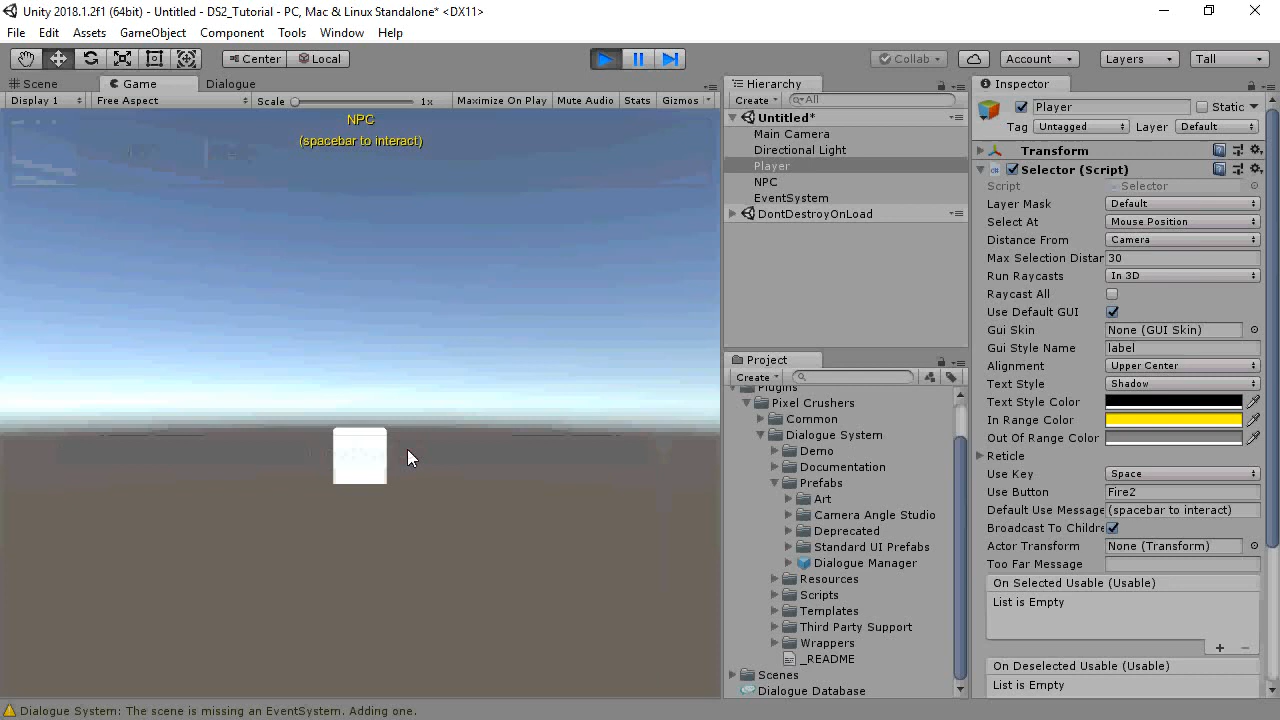 Unity 2018.1.2f1 (64bit) - Untitled - DS2_Tutorial - PC, Mac & Linux Standalone* <DX11>
File Edit Assets GameObject Component Tools Window Help
Center Local Collab Account Layers Tall
Scene Game Dialogue
Display 1 Free Aspect Scale 1x Maximize On Play Mute Audio Stats Gizmos
NPC
(spacebar to interact)
Hierarchy
Create All
Untitled*
Main Camera
Directional Light
Player
NPC
EventSystem
DontDestroyOnLoad
Project
Create
Plugins
Pixel Crushers
Common
Dialogue System
Demo
Documentation
Prefabs
Art
Camera Angle Studio
Deprecated
Standard UI Prefabs
Dialogue Manager
Resources
Scripts
Templates
Third Party Support
Wrappers
_README
Scenes
Dialogue Database
Inspector
Player Static
Tag Untagged Layer Default
Transform
Selector (Script)
Script Selector
Layer Mask Default
Select At Mouse Position
Distance From Camera
Max Selection Distar 30
Run Raycasts In 3D
Raycast All
Use Default GUI
Gui Skin None (GUI Skin)
Gui Style Name label
Alignment Upper Center
Text Style Shadow
Text Style Color
In Range Color
Out Of Range Color
Reticle
Use Key Space
Use Button Fire2
Default Use Message (spacebar to interact)
Broadcast To Childre
Actor Transform None (Transform)
Too Far Message
On Selected Usable (Usable)
List is Empty
On Deselected Usable (Usable)
List is Empty
Dialogue System: The scene is missing an EventSystem. Adding one.